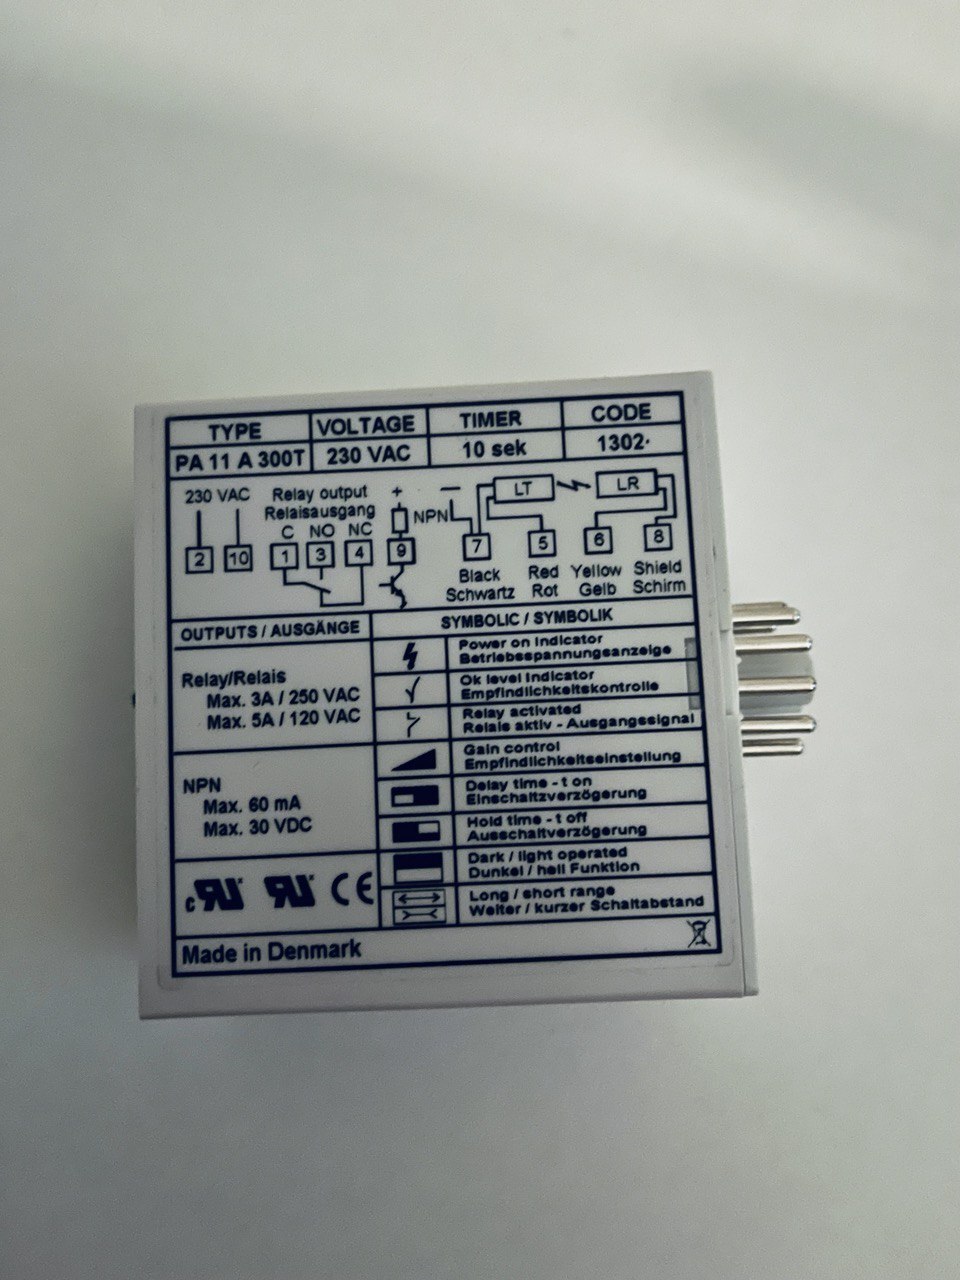 TYPE VOLTAGE TIMER CODE
PA 11 A 300T 230 VAC 10 sek 1302·
230 VAC Relay output + — LT LR
Relaisausgang NPN
C NO NC
2 10 1 3 4 9 7 5 6 8
Black Red Yellow Shield
Schwartz Rot Gelb Schirm
OUTPUTS / AUSGÄNGE
Relay/Relais
Max. 3A / 250 VAC
Max. 5A / 120 VAC
NPN
Max. 60 mA
Max. 30 VDC
SYMBOLIC / SYMBOLIK
Power on indicator
Betriebsspannungsanzeige
Ok level indicator
Empfindlichkeitskontrolle
Relay activated
Relais aktiv - Ausgangssignal
Gain control
Empfindlichkeitseinstellung
Delay time - t on
Einschaltzverzögerung
Hold time - t off
Ausschaltverzögerung
Dark / light operated
Dunkel / hell Funktion
Long / short range
Weiter / kurzer Schaltabstand
c RU RU CE
Made in Denmark